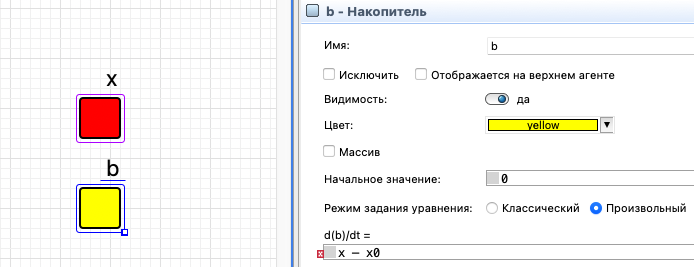 x
b
b - Накопитель
Имя: b
Исключить Отображается на верхнем агенте
Видимость: да
Цвет: yellow
Массив
Начальное значение: 0
Режим задания уравнения: Классический Произвольный
d(b)/dt =
x - x0